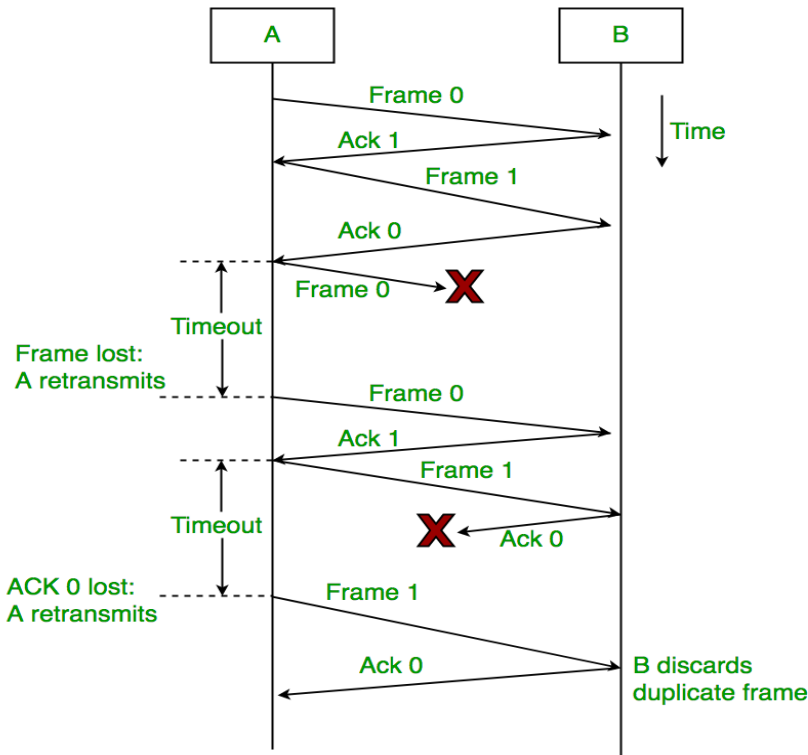 A
B
Frame 0
Time
Ack 1
Frame 1
Ack 0
Frame 0
Timeout
Frame lost:
A retransmits
Frame 0
Ack 1
Frame 1
Timeout
Ack 0
ACK 0 lost:
A retransmits
Frame 1
Ack 0
B discards
duplicate frame